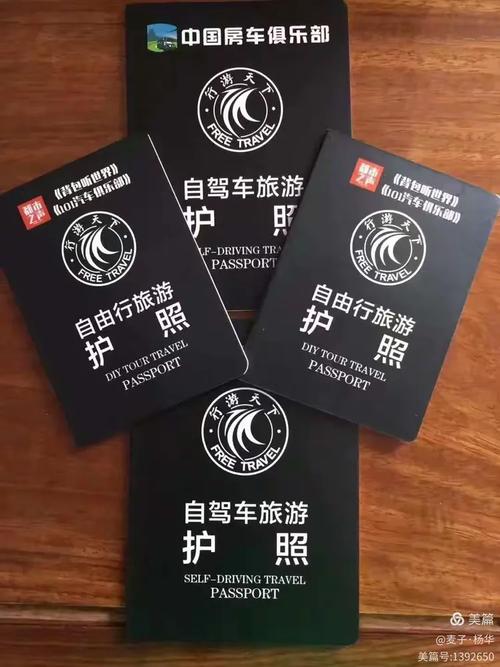 中国房车俱乐部
行游天下
FREE TRAVEL
自驾车旅游
护 照
SELF-DRIVING TRA
PASSPORT
都市之声
《背包听世界》
《101汽车俱乐部》
行游天下
FREE TRAVEL
自由行旅游
护 照
DIY TOUR TRAVEL
PASSPORT
都市之声
《背包听世界》
《101汽车俱乐部》
行游天下
FREE TRAVEL
自由行旅游
护 照
DIY TOUR TRAVEL
PASSPORT
行游天下
FREE TRAVEL
自驾车旅游
护 照
SELF-DRIVING TRAVEL
PASSPORT
美篇
@麦子·杨华
美篇号:1392650